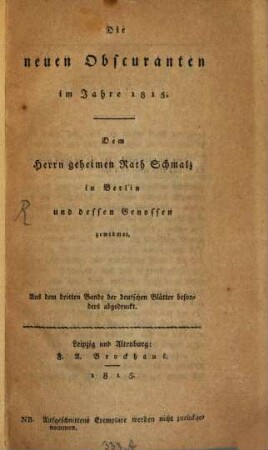 Die
neuen Obscuranten
im Jahre 1815.
Dem
Herrn geheimen Rath Schmalz
in Berlin
und dessen Genossen
gewidmet.
Aus dem dritten Bande der deutschen Blätter beson-
ders abgedruckt.
Leipzig und Altenburg:
F. A. Brockhaus.
1815.
NB. Aufgeschnittene Exemplare werden nicht zurückge-
nommen.